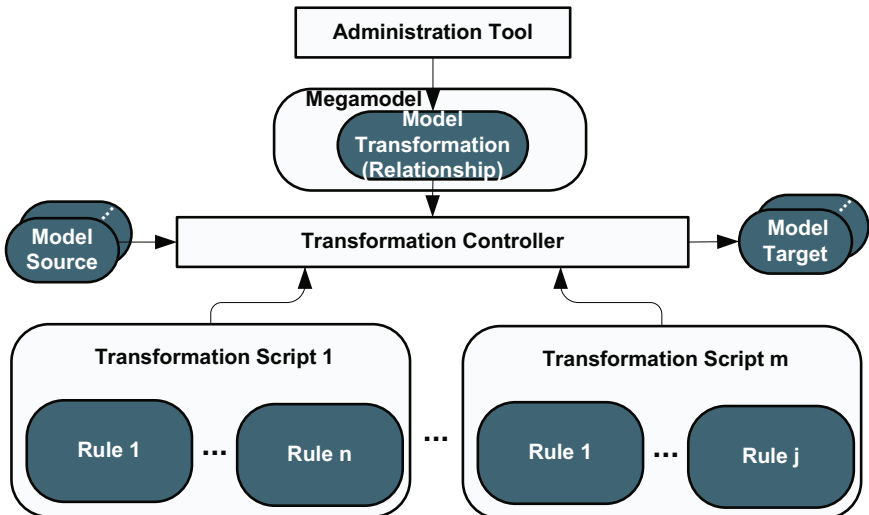 Administration Tool
Megamodel
Model
Transformation
(Relationship)
Model
Source
Transformation Controller
Model
Target
Transformation Script 1
Transformation Script m
Rule 1
...
Rule n
...
Rule 1
...
Rule j